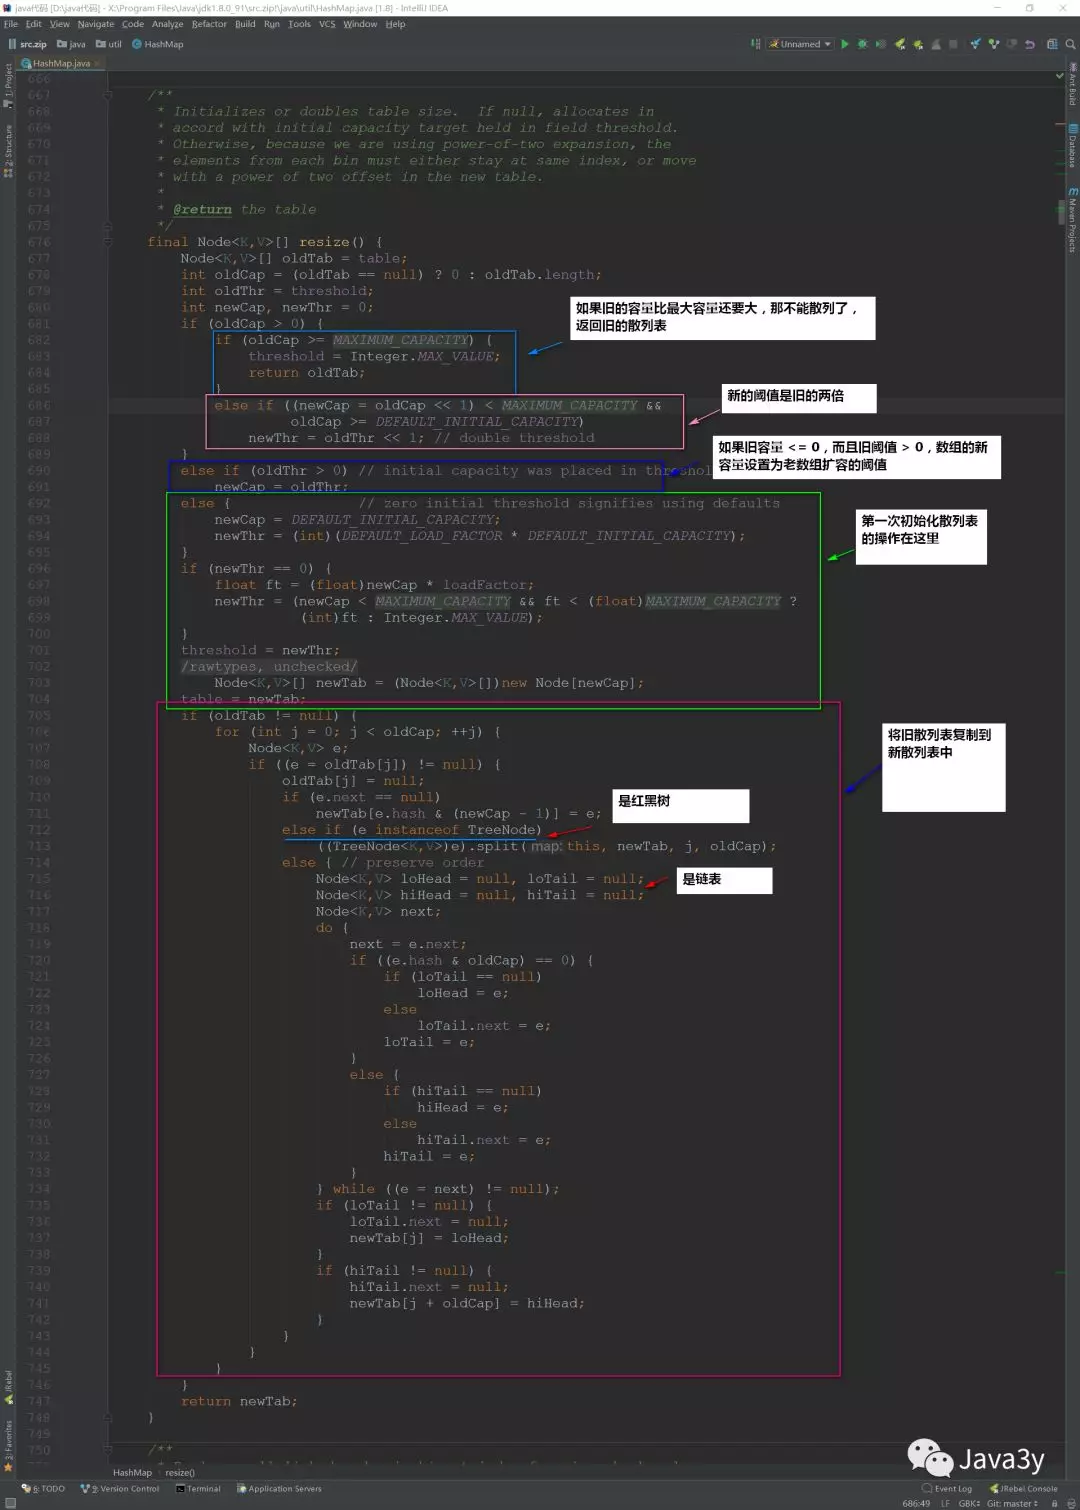 java代码 [D:\java代码] - X:\Program Files\Java\jdk1.8.0_91\src.zip!\java\util\HashMap.java [1.8] - IntelliJ IDEA
File Edit View Navigate Code Analyze Refactor Build Run Tools VCS Window Help
src.zip java util HashMap
Unnamed
HashMap.java
1: Project
2: Structure
JRebel
2: Favorites
Ant Build
Database
Maven Projects
666
667 /**
668 * Initializes or doubles table size.  If null, allocates in
669 * accord with initial capacity target held in field threshold.
670 * Otherwise, because we are using power-of-two expansion, the
671 * elements from each bin must either stay at same index, or move
672 * with a power of two offset in the new table.
673 *
674 * @return the table
675 */
676 final Node<K,V>[] resize() {
677 Node<K,V>[] oldTab = table;
678 int oldCap = (oldTab == null) ? 0 : oldTab.length;
679 int oldThr = threshold;
680 int newCap, newThr = 0;
681 if (oldCap > 0) {
如果旧的容量比最大容量还要大，那不能散列了，
返回旧的散列表
682 if (oldCap >= MAXIMUM_CAPACITY) {
683 threshold = Integer.MAX_VALUE;
684 return oldTab;
685 }
新的阈值是旧的两倍
686 else if ((newCap = oldCap << 1) < MAXIMUM_CAPACITY &&
687 oldCap >= DEFAULT_INITIAL_CAPACITY)
688 newThr = oldThr << 1; // double threshold
689 }
如果旧容量 <= 0，而且旧阈值 > 0，数组的新
容量设置为老数组扩容的阈值
690 else if (oldThr > 0) // initial capacity was placed in threshol
691 newCap = oldThr;
692 else {               // zero initial threshold signifies using defaults
693 newCap = DEFAULT_INITIAL_CAPACITY;
694 newThr = (int)(DEFAULT_LOAD_FACTOR * DEFAULT_INITIAL_CAPACITY);
695 }
第一次初始化散列表
的操作在这里
696 if (newThr == 0) {
697 float ft = (float)newCap * loadFactor;
698 newThr = (newCap < MAXIMUM_CAPACITY && ft < (float)MAXIMUM_CAPACITY ?
699 (int)ft : Integer.MAX_VALUE);
700 }
701 threshold = newThr;
702 /rawtypes, unchecked/
703 Node<K,V>[] newTab = (Node<K,V>[])new Node[newCap];
704 table = newTab;
705 if (oldTab != null) {
706 for (int j = 0; j < oldCap; ++j) {
将旧散列表复制到
新散列表中
707 Node<K,V> e;
708 if ((e = oldTab[j]) != null) {
709 oldTab[j] = null;
710 if (e.next == null)
711 newTab[e.hash & (newCap - 1)] = e;
是红黑树
712 else if (e instanceof TreeNode)
713 ((TreeNode<K,V>)e).split( map: this, newTab, j, oldCap);
714 else { // preserve order
715 Node<K,V> loHead = null, loTail = null;
是链表
716 Node<K,V> hiHead = null, hiTail = null;
717 Node<K,V> next;
718 do {
719 next = e.next;
720 if ((e.hash & oldCap) == 0) {
721 if (loTail == null)
722 loHead = e;
723 else
724 loTail.next = e;
725 loTail = e;
726 }
727 else {
728 if (hiTail == null)
729 hiHead = e;
730 else
731 hiTail.next = e;
732 hiTail = e;
733 }
734 } while ((e = next) != null);
735 if (loTail != null) {
736 loTail.next = null;
737 newTab[j] = loHead;
738 }
739 if (hiTail != null) {
740 hiTail.next = null;
741 newTab[j + oldCap] = hiHead;
742 }
743 }
744 }
745 }
746 }
747 return newTab;
748 }
749
750 /**
Java3y
HashMap resize()
6: TODO 9: Version Control Terminal Application Servers Event Log JRebel Console
686:49 LF GBK Git: master